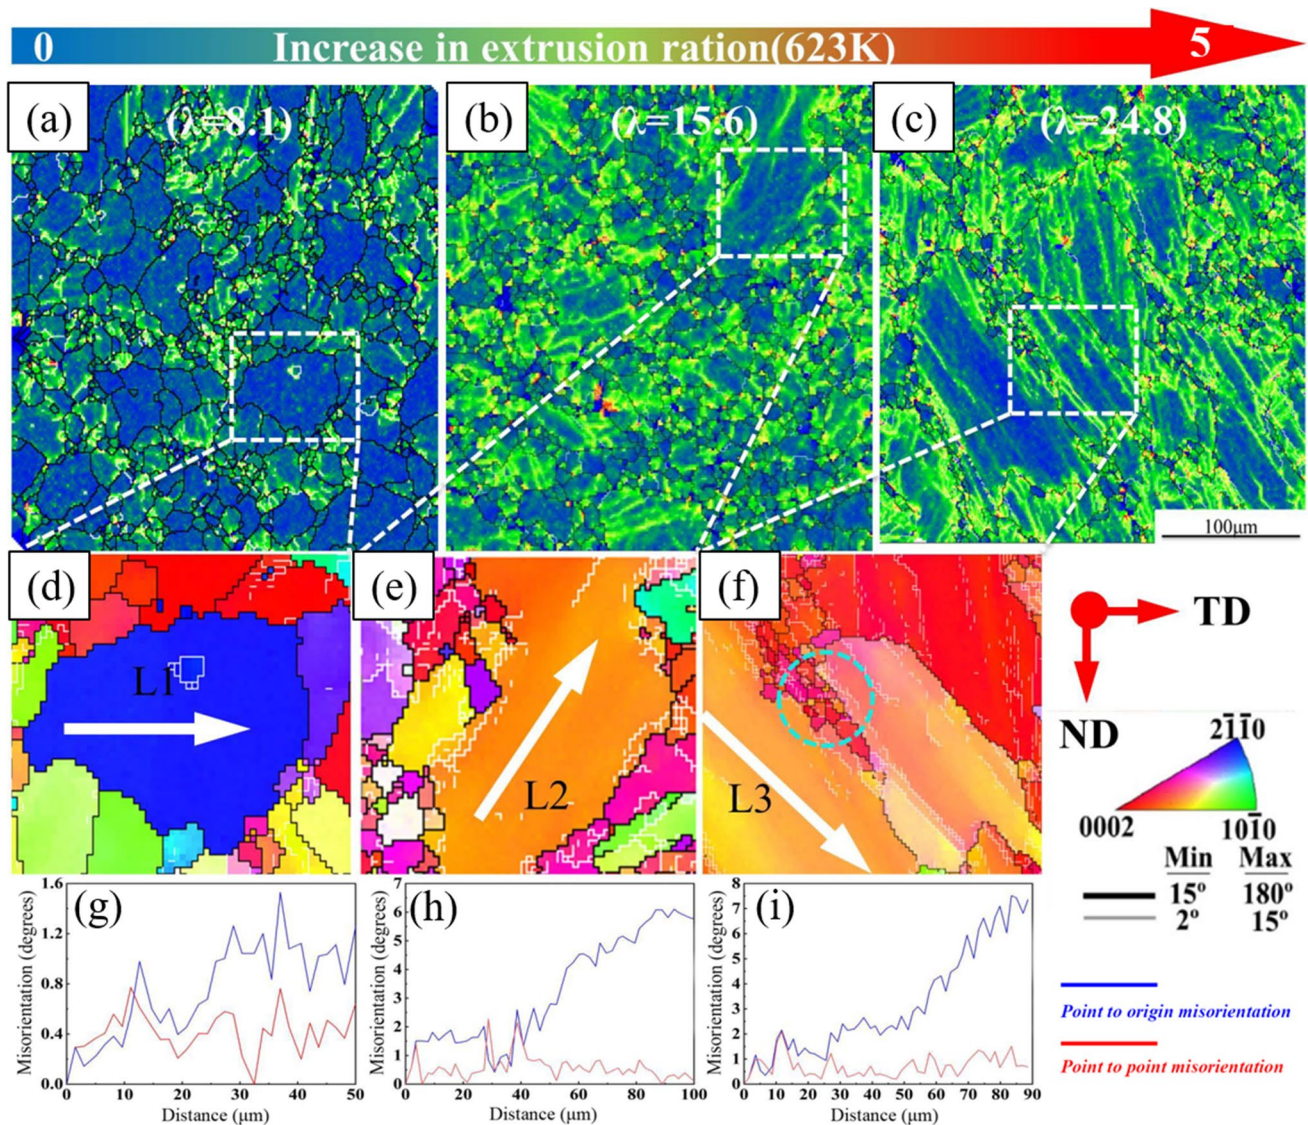 0 Increase in extrusion ration(623K) 5
(a) (λ=8.1) (b) (λ=15.6) (c) (λ=24.8)
100μm
(d) (e) (f)
L1 L2 L3
TD
ND
2110
0002 1010
Min Max
15º 180º
2º 15º
(g)
Misorientation (degrees)
1.6
1.2
0.8
0.4
0.0
0 10 20 30 40 50
Distance (μm)
(h)
Misorientation (degrees)
7
6
5
4
3
2
1
0
0 20 40 60 80 100
Distance (μm)
(i)
Misorientation (degrees)
8
7
6
5
4
3
2
1
0
0 10 20 30 40 50 60 70 80 90
Distance (μm)
Point to origin misorientation
Point to point misorientation